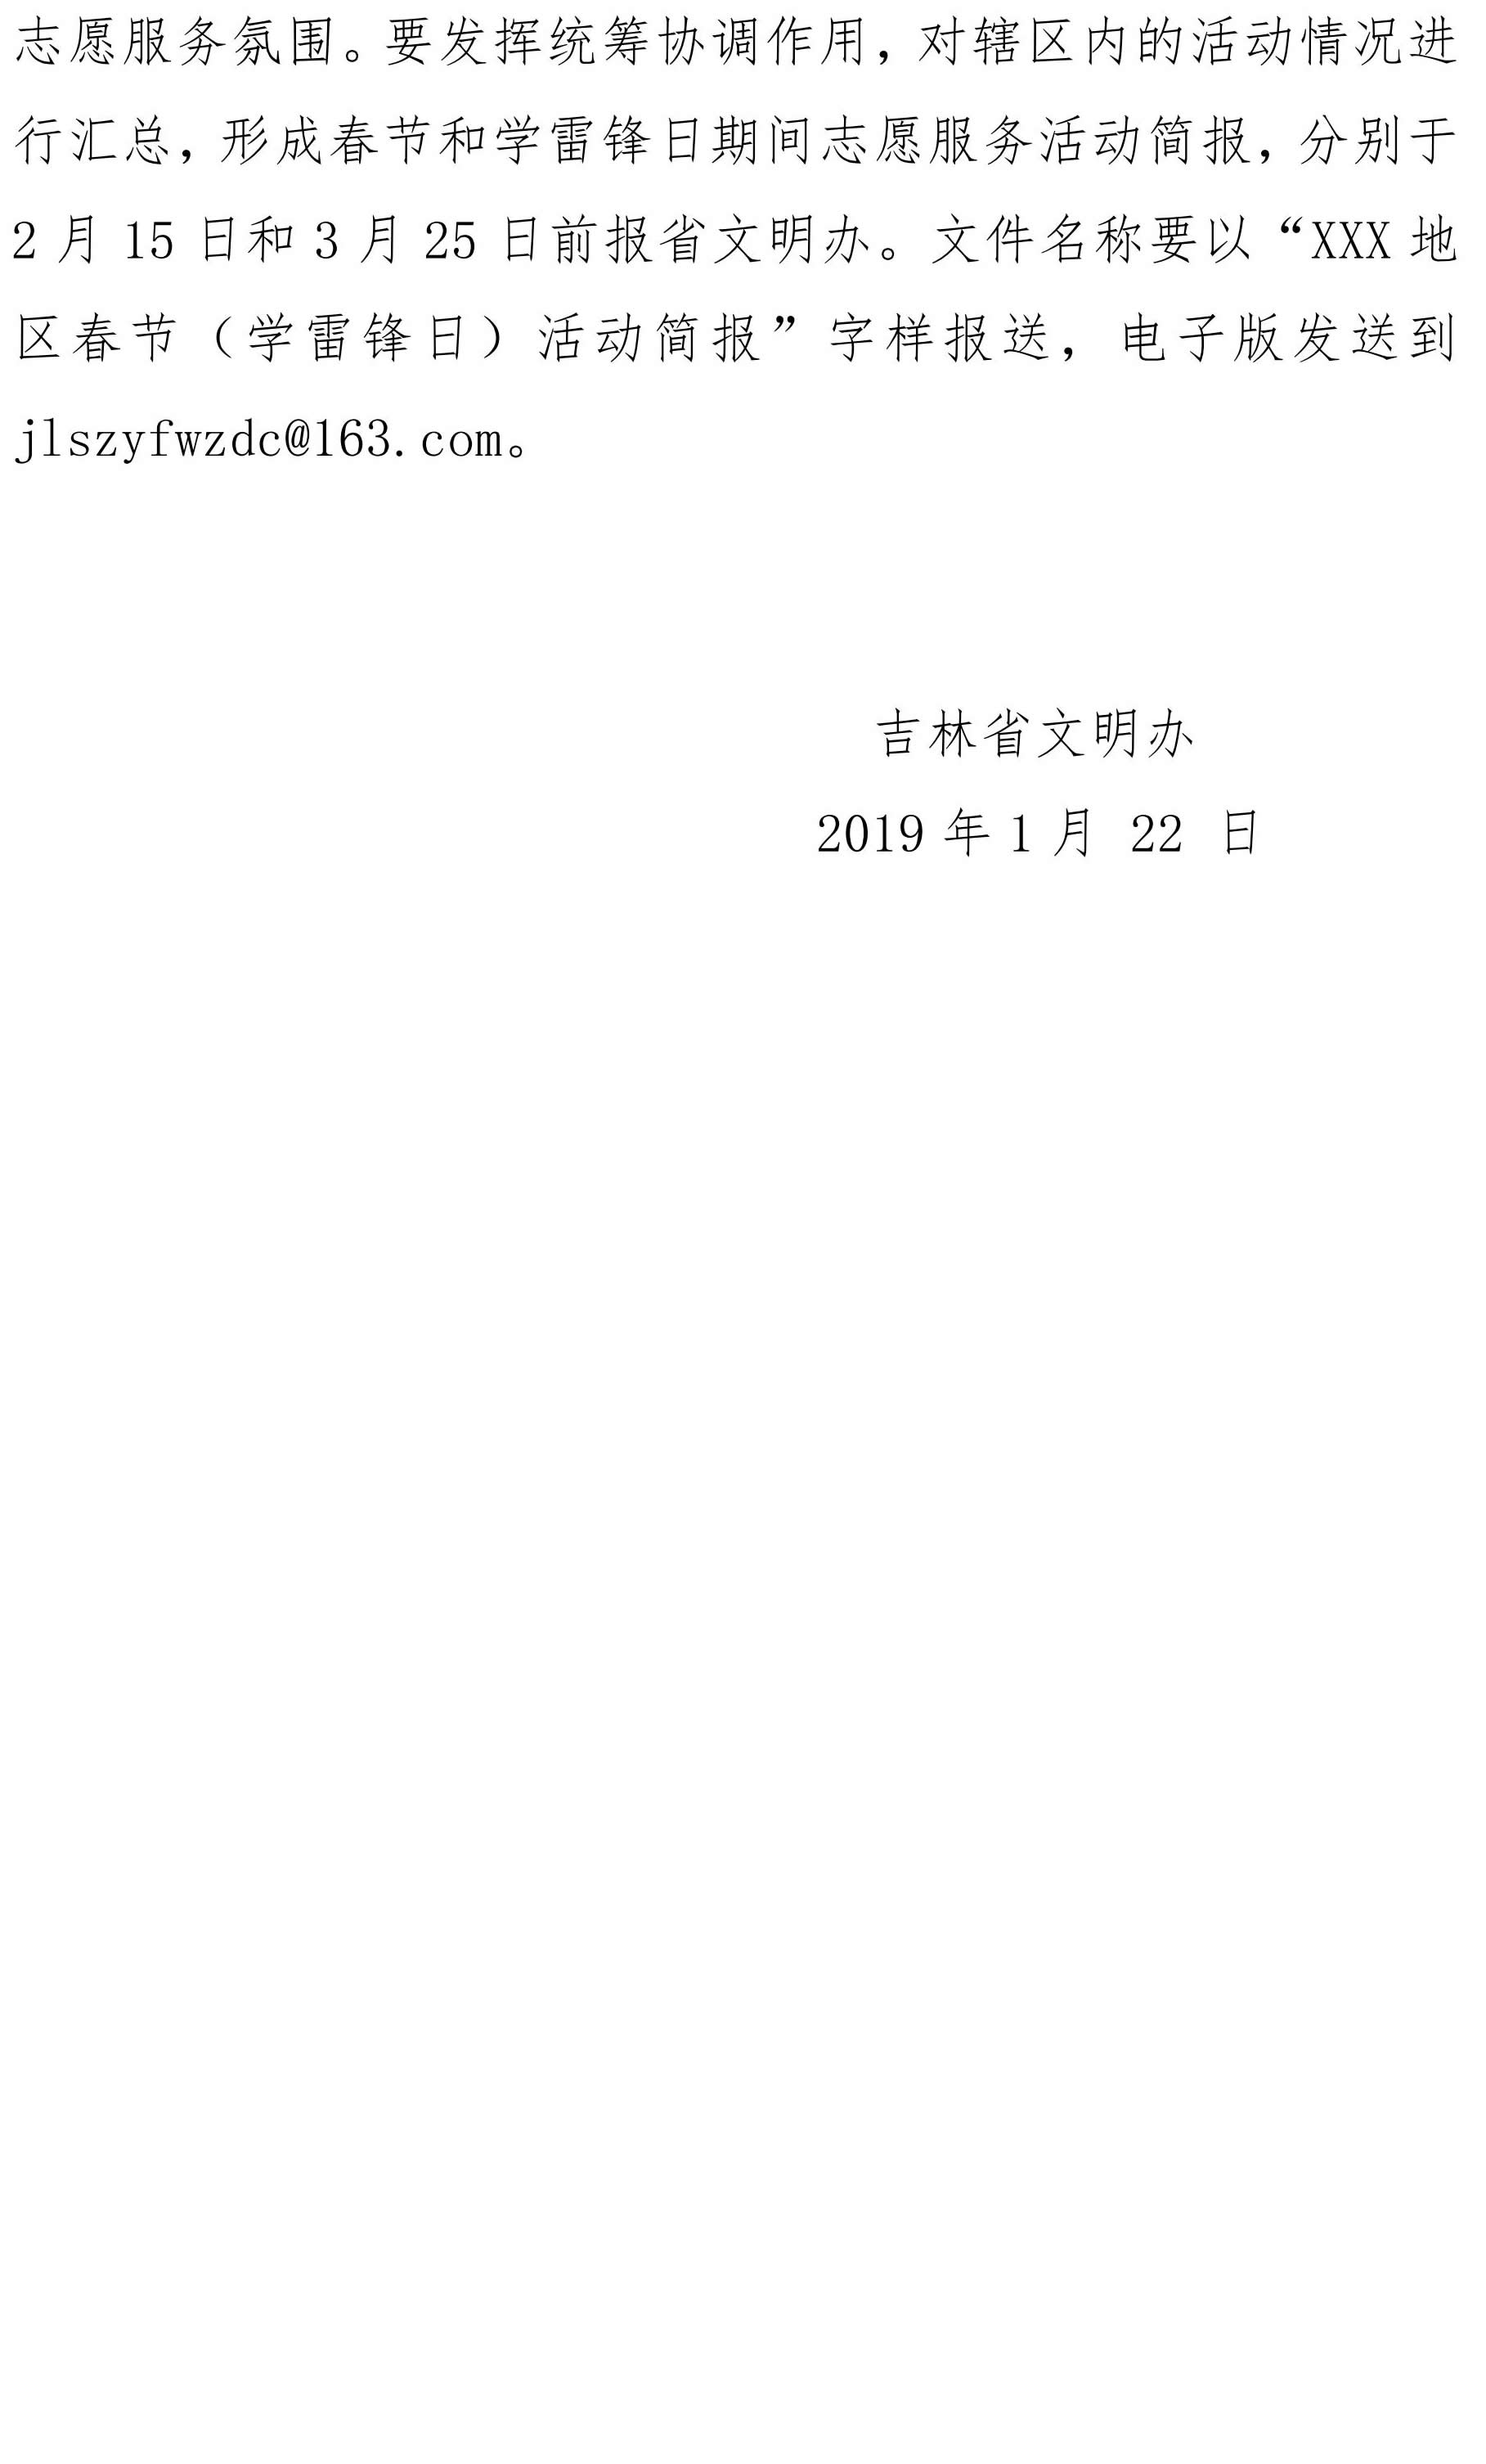 志愿服务氛围。要发挥统筹协调作用，对辖区内的活动情况进
行汇总，形成春节和学雷锋日期间志愿服务活动简报，分别于
2 月 15 日和 3 月 25 日前报省文明办。文件名称要以“XXX 地
区春节（学雷锋日）活动简报”字样报送，电子版发送到
jlszyfwzdc@163.com。
吉林省文明办
2019 年 1 月 22 日